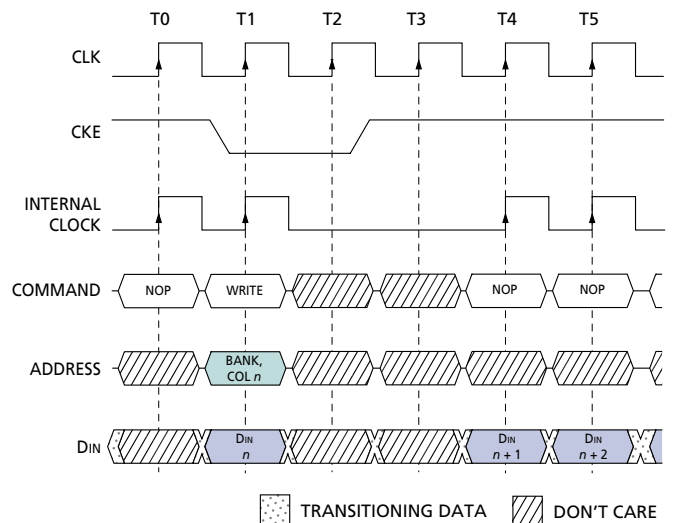 T0 T1 T2 T3 T4 T5
CLK
CKE
INTERNAL
CLOCK
COMMAND NOP WRITE NOP NOP
ADDRESS BANK,
COL n
DIN DIN
n DIN
n + 1 DIN
n + 2
TRANSITIONING DATA DON'T CARE